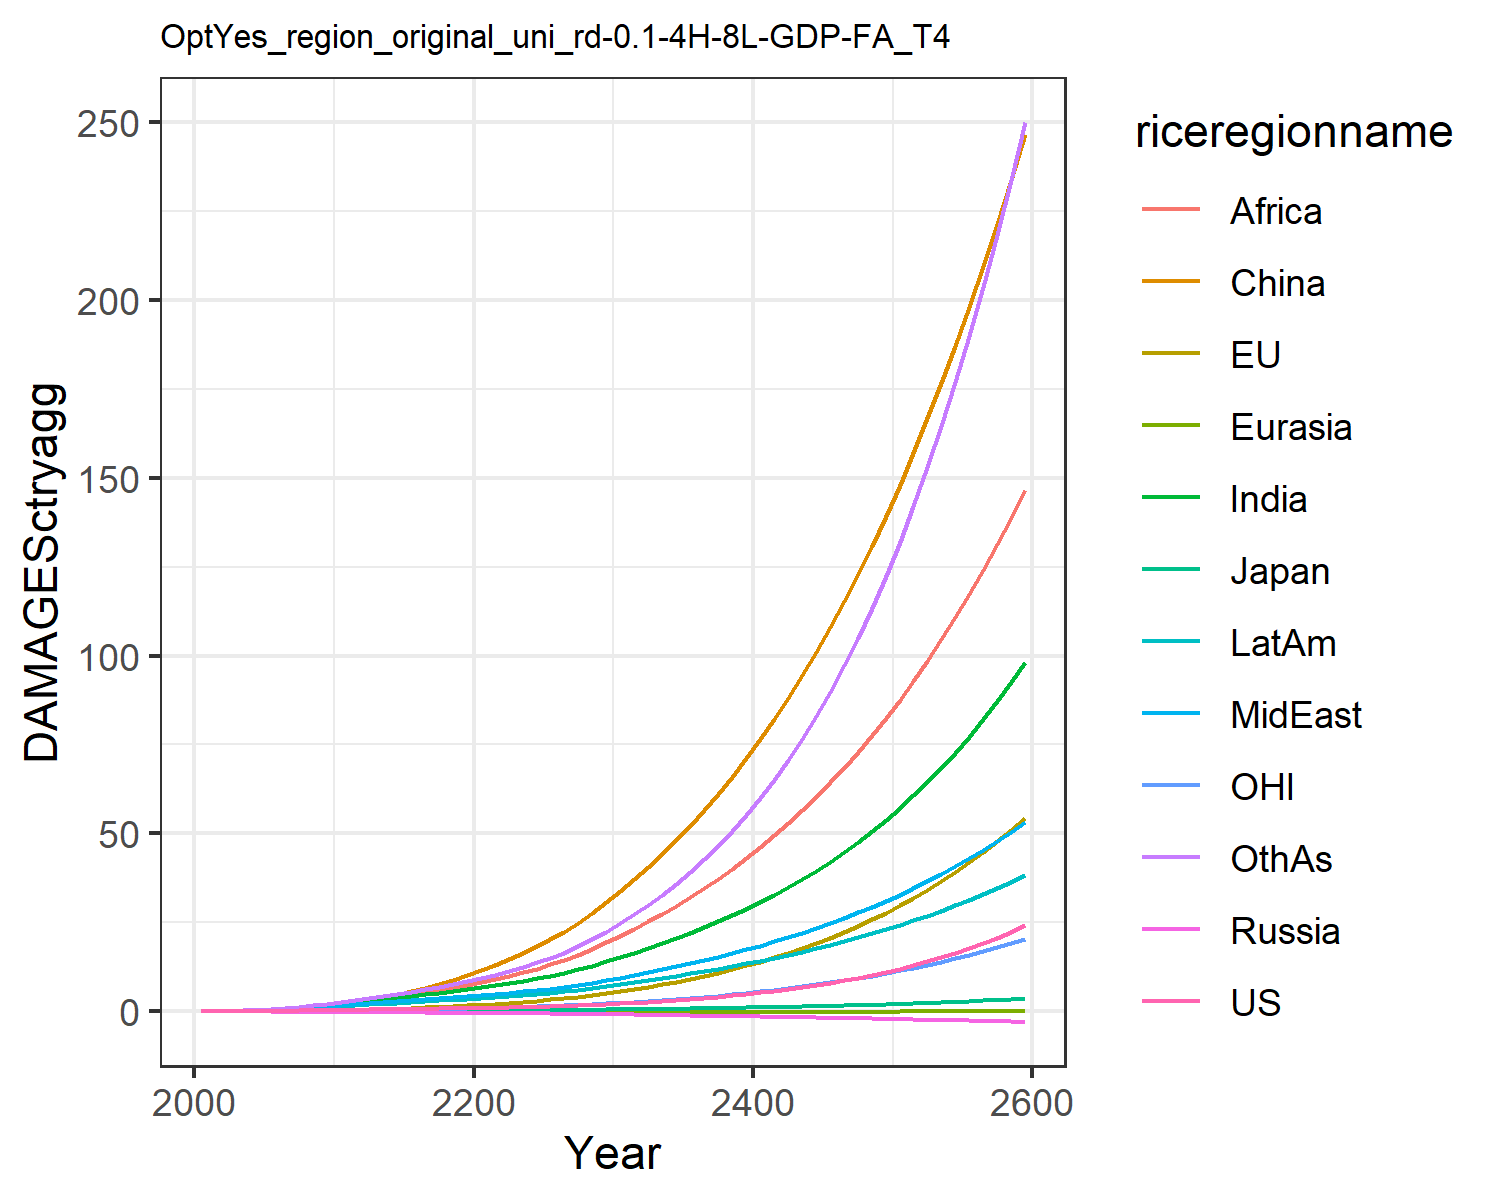 OptYes_region_original_uni_rd-0.1-4H-8L-GDP-FA_T4
250
200
150
100
50
0
DAMAGESctryagg
2000 2200 2400 2600
Year
riceregionname
Africa
China
EU
Eurasia
India
Japan
LatAm
MidEast
OHI
OthAs
Russia
US